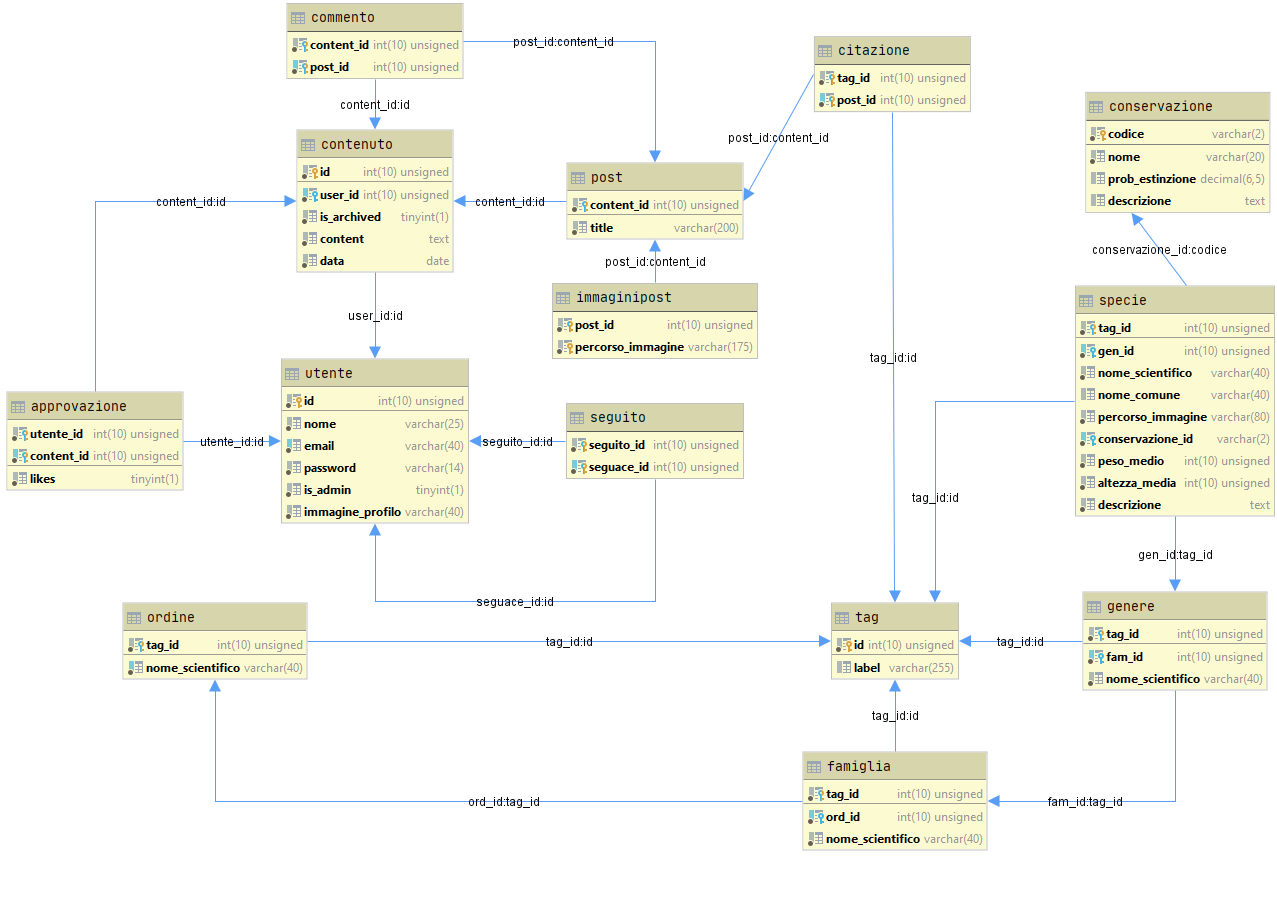 commento
content_id int(10) unsigned
post_id int(10) unsigned
post_id:content_id
content_id:id
citazione
tag_id int(10) unsigned
post_id int(10) unsigned
post_id:content_id
conservazione
codice varchar(2)
nome varchar(20)
prob_estinzione decimal(6,5)
descrizione text
contenuto
id int(10) unsigned
user_id int(10) unsigned
is_archived tinyint(1)
content text
data date
content_id:id
content_id:id
post
content_id int(10) unsigned
title varchar(200)
post_id:content_id
conservazione_id:codice
immaginipost
post_id int(10) unsigned
percorso_immagine varchar(175)
user_id:id
specie
tag_id int(10) unsigned
gen_id int(10) unsigned
nome_scientifico varchar(40)
nome_comune varchar(40)
percorso_immagine varchar(80)
conservazione_id varchar(2)
peso_medio int(10) unsigned
altezza_media int(10) unsigned
descrizione text
tag_id:id
utente
id int(10) unsigned
nome varchar(25)
email varchar(40)
password varchar(14)
is_admin tinyint(1)
immagine_profilo varchar(40)
approvazione
utente_id int(10) unsigned
content_id int(10) unsigned
likes tinyint(1)
utente_id:id
seguito_id:id
seguito
seguito_id int(10) unsigned
seguace_id int(10) unsigned
tag_id:id
gen_id:tag_id
seguace_id:id
ordine
tag_id int(10) unsigned
nome_scientifico varchar(40)
tag_id:id
tag
id int(10) unsigned
label varchar(255)
tag_id:id
genere
tag_id int(10) unsigned
fam_id int(10) unsigned
nome_scientifico varchar(40)
tag_id:id
famiglia
tag_id int(10) unsigned
ord_id int(10) unsigned
nome_scientifico varchar(40)
ord_id:tag_id
fam_id:tag_id